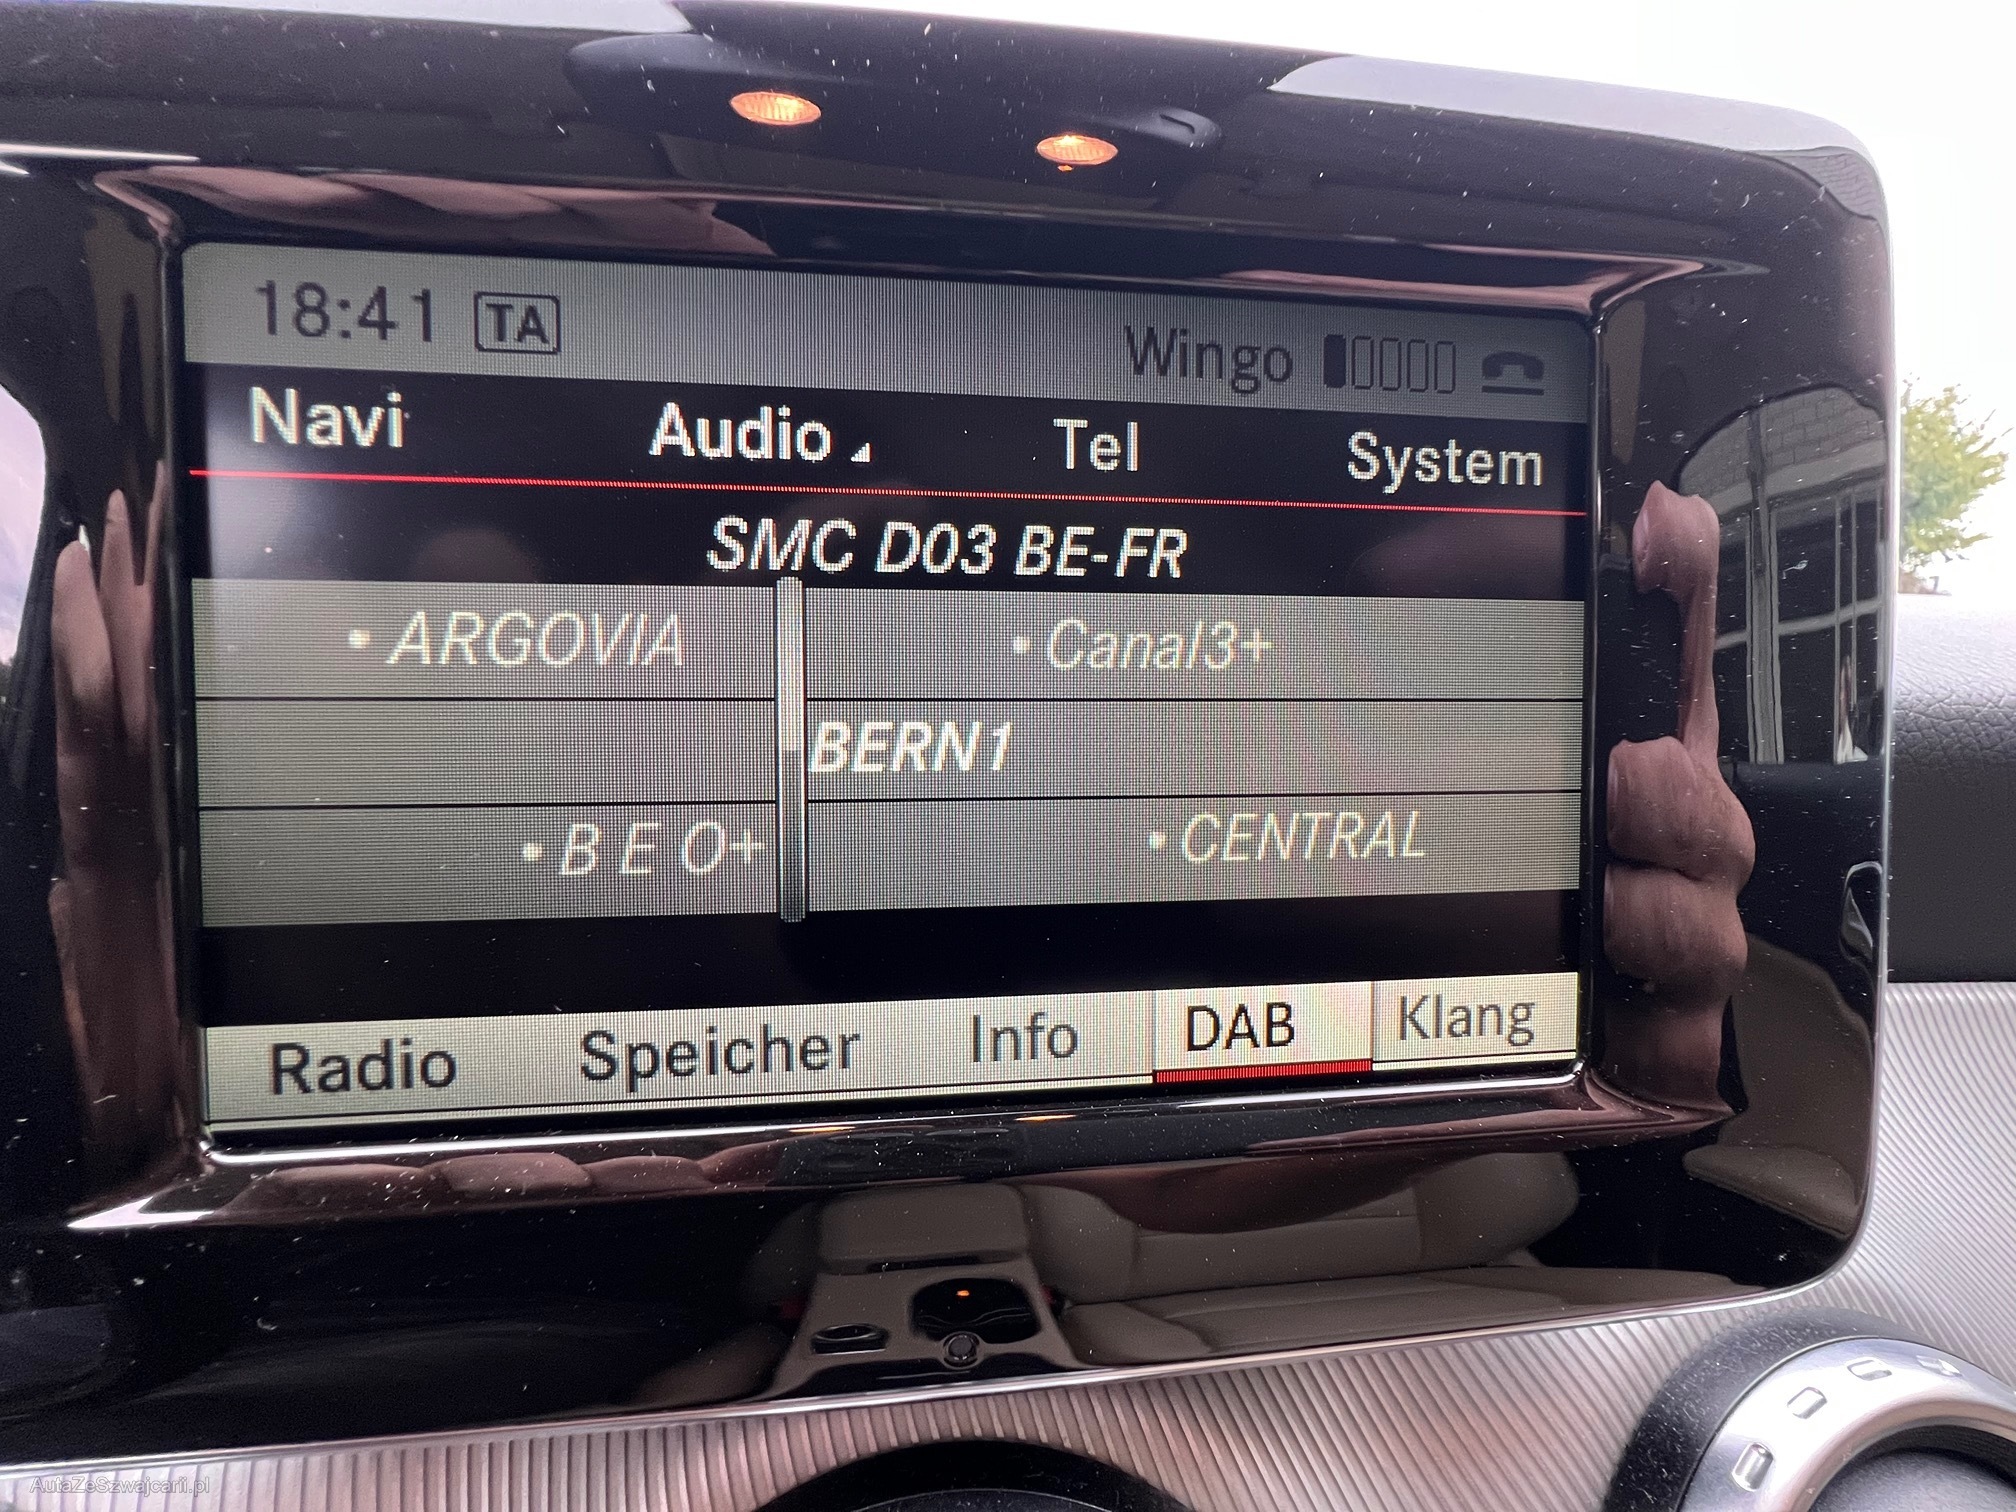 18:41 TA Wingo
Navi Audio Tel System
SMC D03 BE-FR
• ARGOVIA • Canal3+
BERN1
• B E O+ • CENTRAL
Radio Speicher Info DAB Klang
AutaZeSzwajcarii.pl